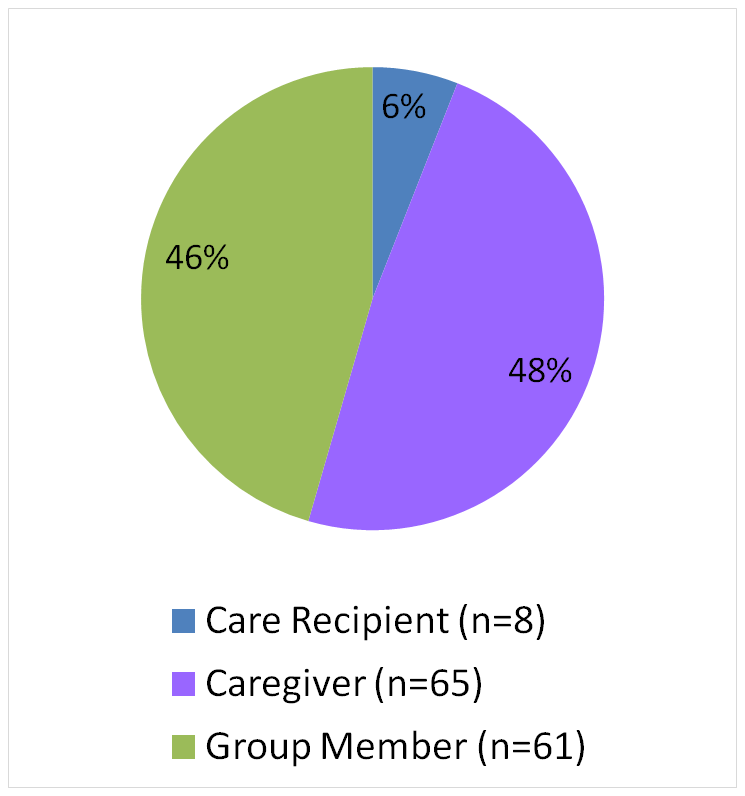 6%
46%
48%
Care Recipient (n=8)
Caregiver (n=65)
Group Member (n=61)